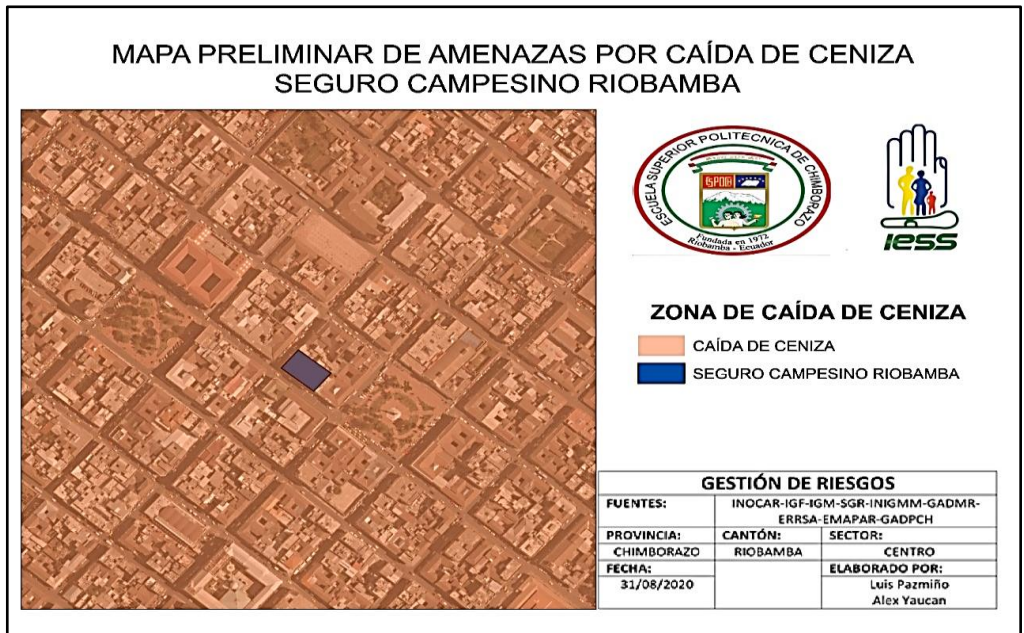 MAPA PRELIMINAR DE AMENAZAS POR CAÍDA DE CENIZA
SEGURO CAMPESINO RIOBAMBA
ESCUELA SUPERIOR POLITECNICA DE CHIMBORAZO
ESPOCH
Fundada en 1972
Riobamba - Ecuador
IESS
ZONA DE CAÍDA DE CENIZA
CAÍDA DE CENIZA
SEGURO CAMPESINO RIOBAMBA
GESTIÓN DE RIESGOS
FUENTES: INOCAR-IGF-IGM-SGR-INIGMM-GADMR-
ERRSA-EMAPAR-GADPCH
PROVINCIA: CANTÓN: SECTOR:
CHIMBORAZO RIOBAMBA CENTRO
FECHA: ELABORADO POR:
31/08/2020 Luis Pazmiño
Alex Yaucan